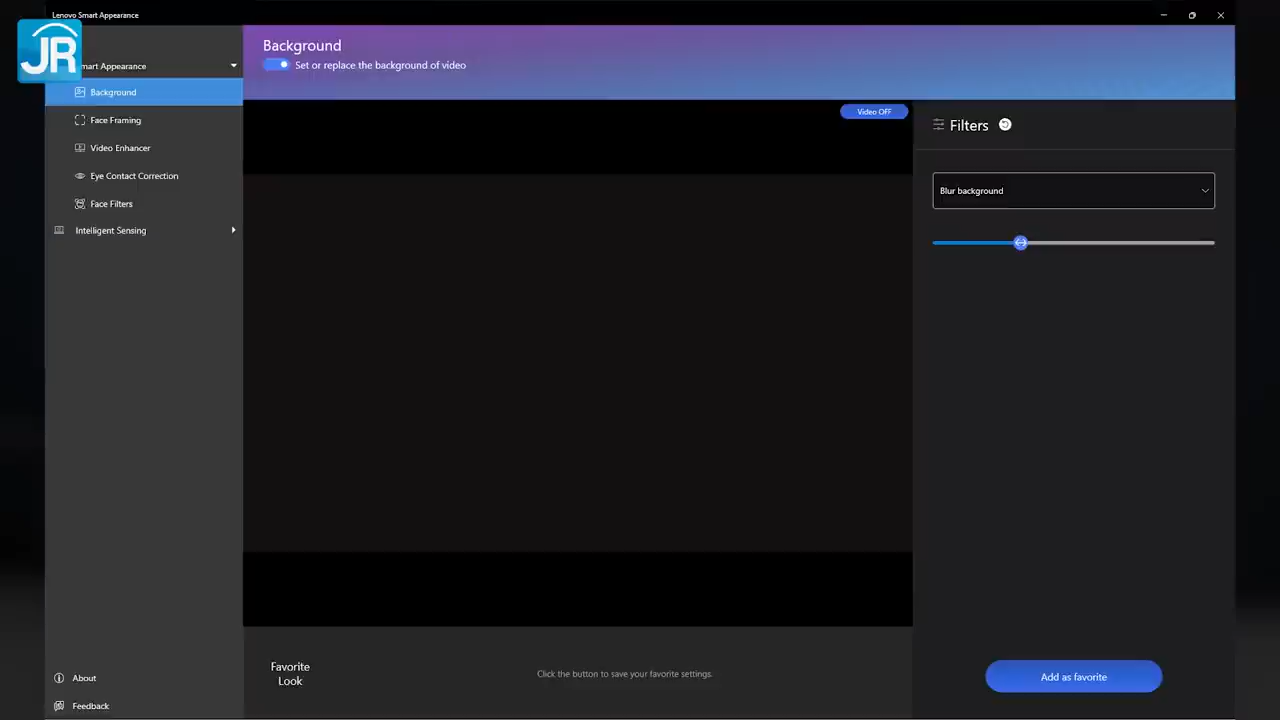 Lenovo Smart Appearance
JR
mart Appearance
Background
Face Framing
Video Enhancer
Eye Contact Correction
Face Filters
Intelligent Sensing
About
Feedback
Background
Set or replace the background of video
Video OFF
Favorite
Look
Click the button to save your favorite settings.
Filters
Blur background
Add as favorite